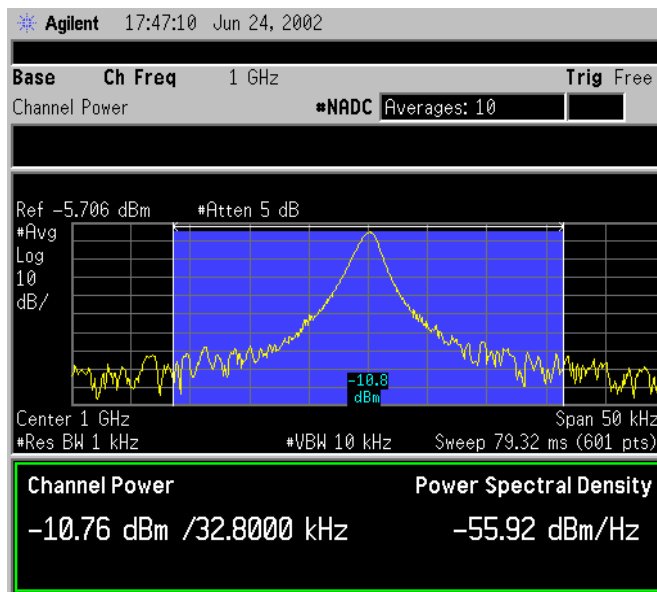 Agilent 17:47:10 Jun 24, 2002
Base Ch Freq 1 GHz Trig Free
Channel Power #NADC Averages: 10
Ref -5.706 dBm #Atten 5 dB
#Avg
Log
10
dB/
-10.8
dBm
Center 1 GHz Span 50 kHz
#Res BW 1 kHz #VBW 10 kHz Sweep 79.32 ms (601 pts)
Channel Power Power Spectral Density
-10.76 dBm /32.8000 kHz -55.92 dBm/Hz